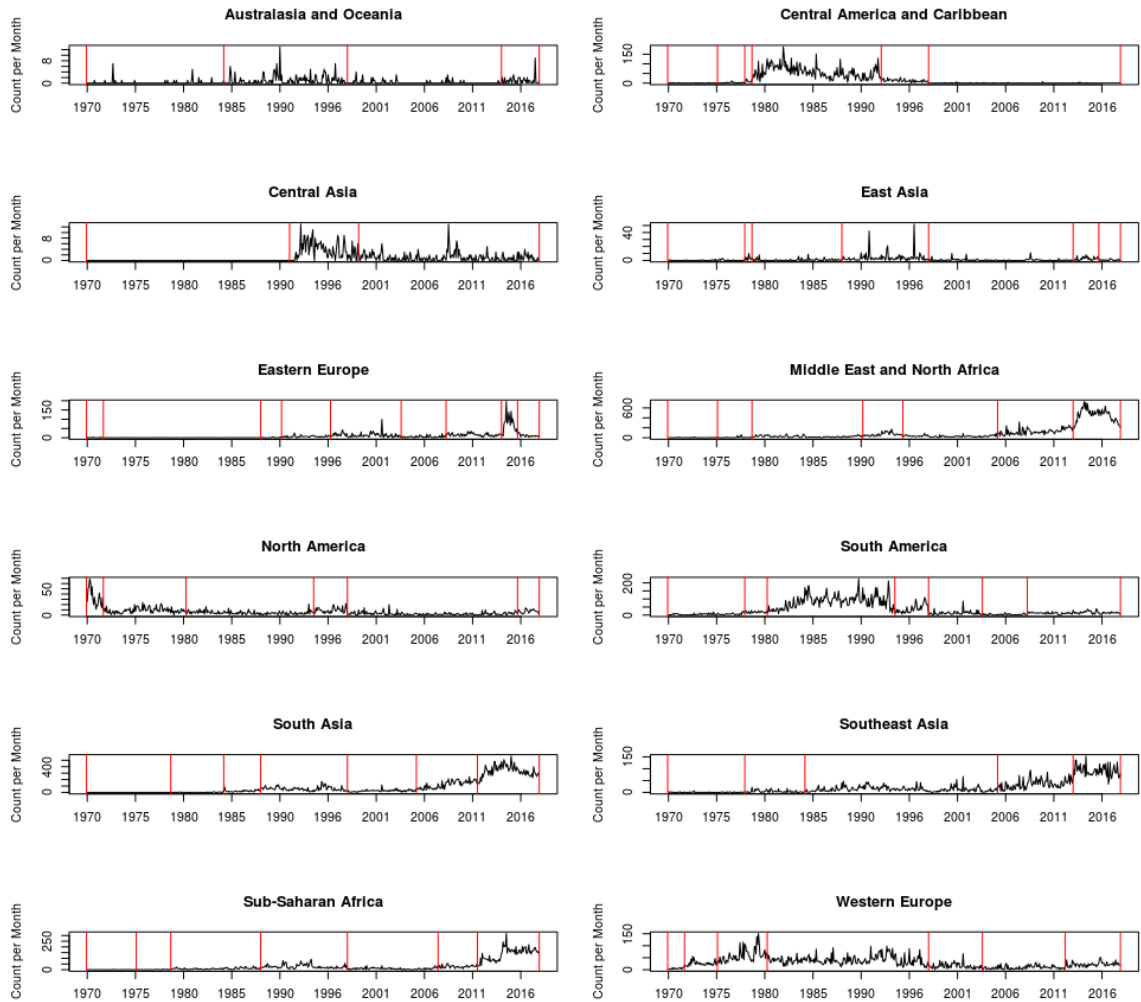 Australasia and Oceania
Count per Month
0 8
1970 1975 1980 1985 1990 1996 2001 2006 2011 2016
Central America and Caribbean
Count per Month
0 150
1970 1975 1980 1985 1990 1996 2001 2006 2011 2016
Central Asia
Count per Month
0 8
1970 1975 1980 1985 1990 1996 2001 2006 2011 2016
East Asia
Count per Month
0 40
1970 1975 1980 1985 1990 1996 2001 2006 2011 2016
Eastern Europe
Count per Month
0 150
1970 1975 1980 1985 1990 1996 2001 2006 2011 2016
Middle East and North Africa
Count per Month
0 600
1970 1975 1980 1985 1990 1996 2001 2006 2011 2016
North America
Count per Month
0 50
1970 1975 1980 1985 1990 1996 2001 2006 2011 2016
South America
Count per Month
0 200
1970 1975 1980 1985 1990 1996 2001 2006 2011 2016
South Asia
Count per Month
0 400
1970 1975 1980 1985 1990 1996 2001 2006 2011 2016
Southeast Asia
Count per Month
0 150
1970 1975 1980 1985 1990 1996 2001 2006 2011 2016
Sub-Saharan Africa
Count per Month
0 250
1970 1975 1980 1985 1990 1996 2001 2006 2011 2016
Western Europe
Count per Month
0 150
1970 1975 1980 1985 1990 1996 2001 2006 2011 2016